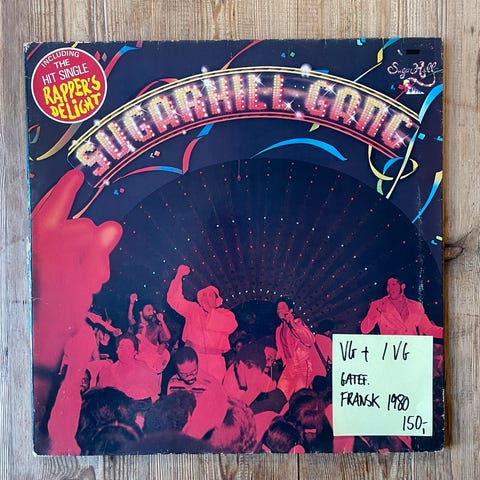 INCLUDING
THE
HIT SINGLE
RAPPER'S
DELIGHT
Sugar Hill
SUGARHILL GANG
VG + / VG
GATEF.
FRANSK 1980
150,-